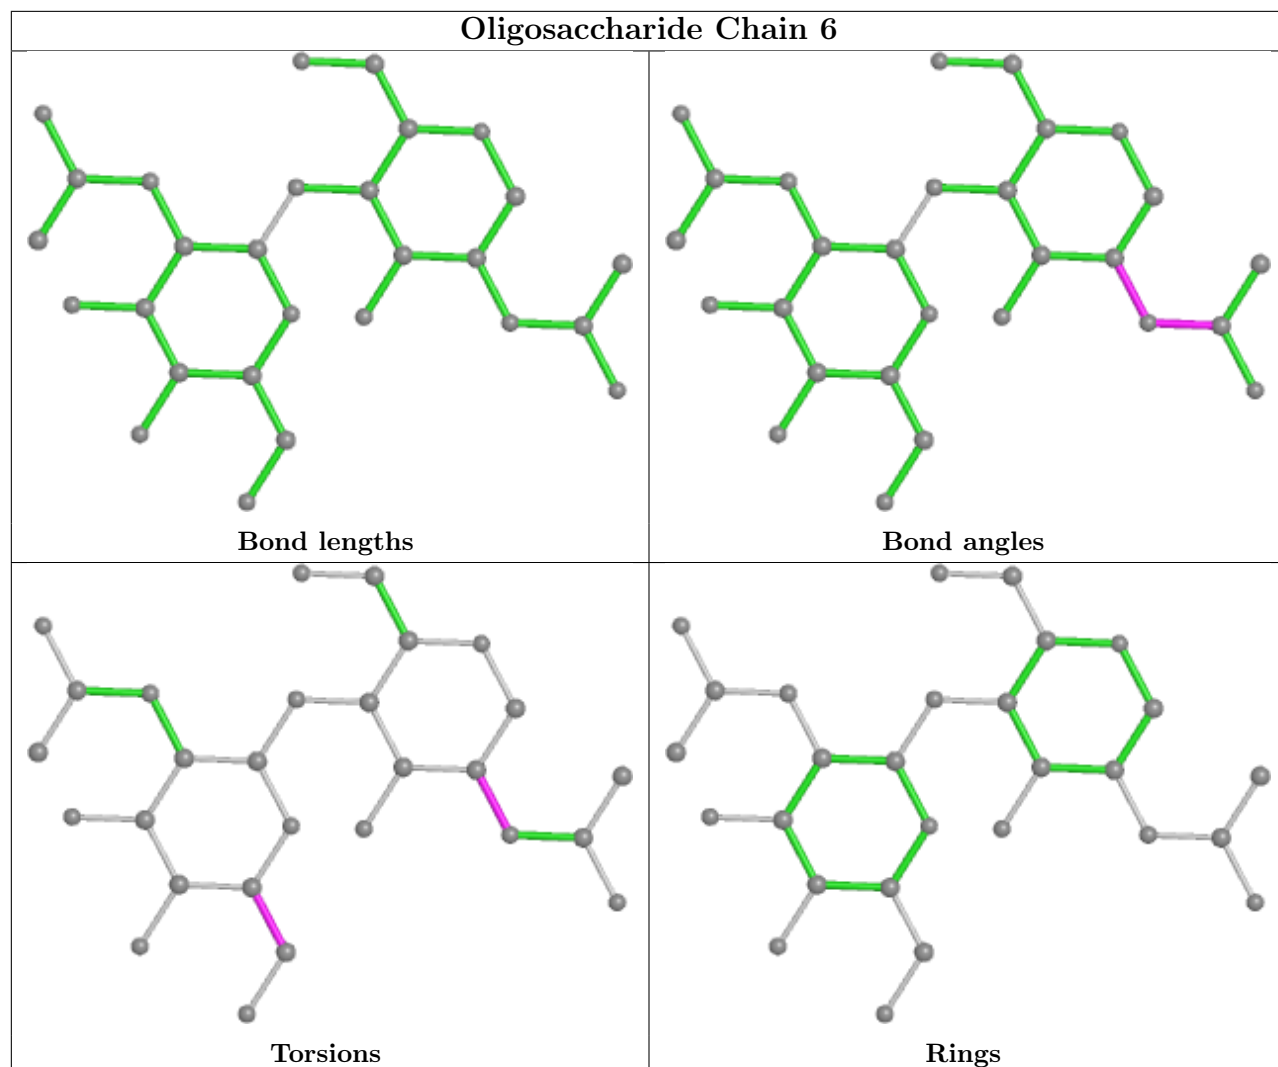 Oligosaccharide Chain 6
Bond lengths
Bond angles
Torsions
Rings